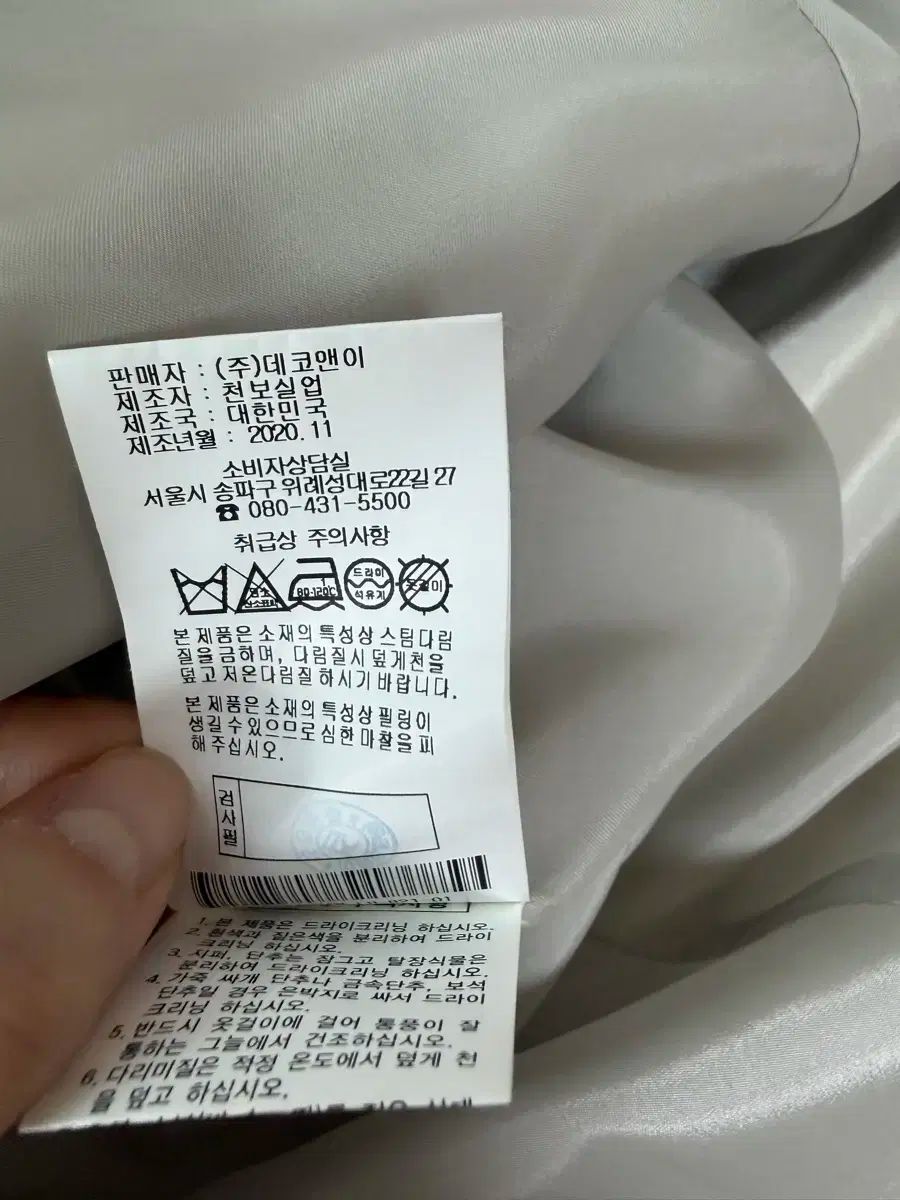 판매자 : (주)데코앤이
제조자 : 천보실업
제조국 : 대한민국
제조년월 : 2020.11
소비자상담실
서울시 송파구 위례성대로22길 27
☎ 080-431-5500
취급상 주의사항
염소
산소표백
1
80-120℃
드라이
석유계
옷걸이
본 제품은 소재의 특성상 스팀다림
질을 금하며, 다림질시 덮게천을
덮고 저온다림질 하시기 바랍니다.
본 제품은 소재의 특성상 필링이
생길 수 있으므로 심한 마찰을 피
해 주십시오.
검사필
1. 본 제품은 드라이크리닝 하십시오.
2. 흰색과 짙은색을 분리하여 드라이
크리닝 하십시오.
3. 지퍼, 단추는 잠그고 탈장식물은
분리하여 드라이크리닝 하십시오.
4. 가죽 싸개 단추나 금속단추, 보석
단추일 경우 은박지로 싸서 드라이
크리닝 하십시오.
5. 반드시 옷걸이에 걸어 통풍이 잘
통하는 그늘에서 건조하십시오.
6. 다리미질은 적정 온도에서 덮게 천
을 덮고 하십시오.